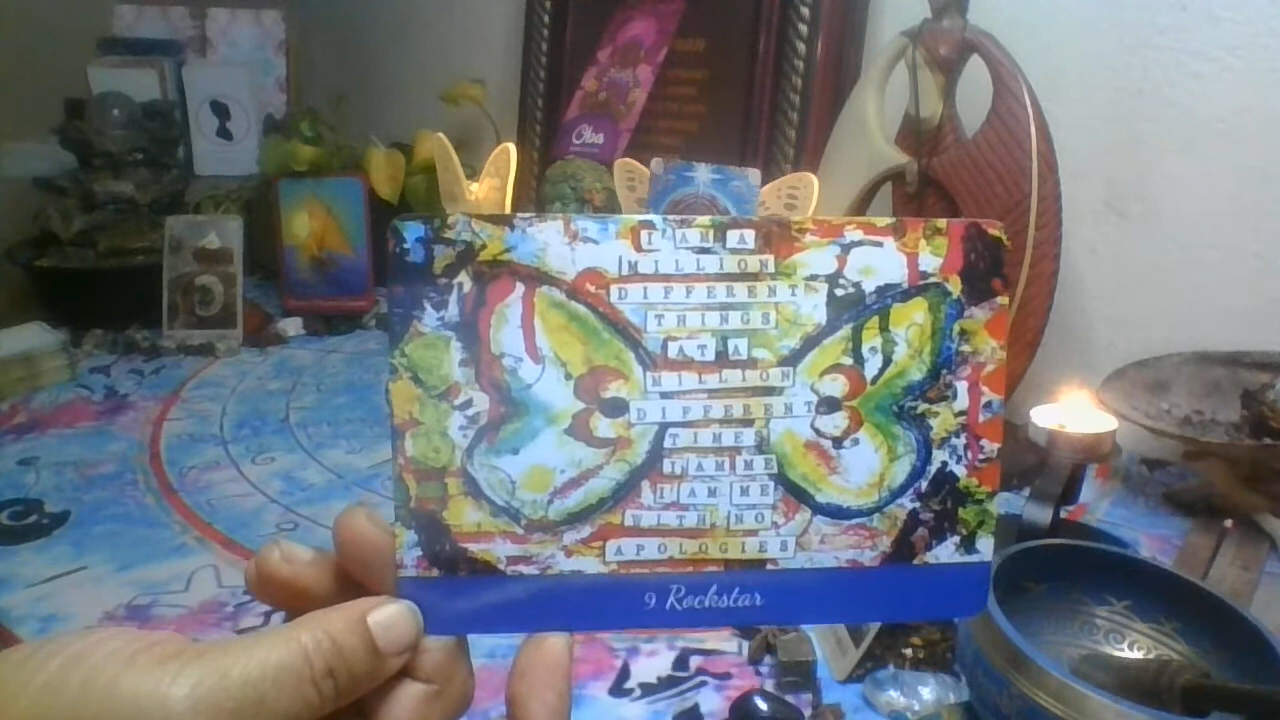 Oba
I AM A
MILLION
DIFFERENT
THINGS
AT A
MILLION
DIFFERENT
TIMES
I AM ME
I AM ME
WITH NO
APOLOGIES
9 Rockstar